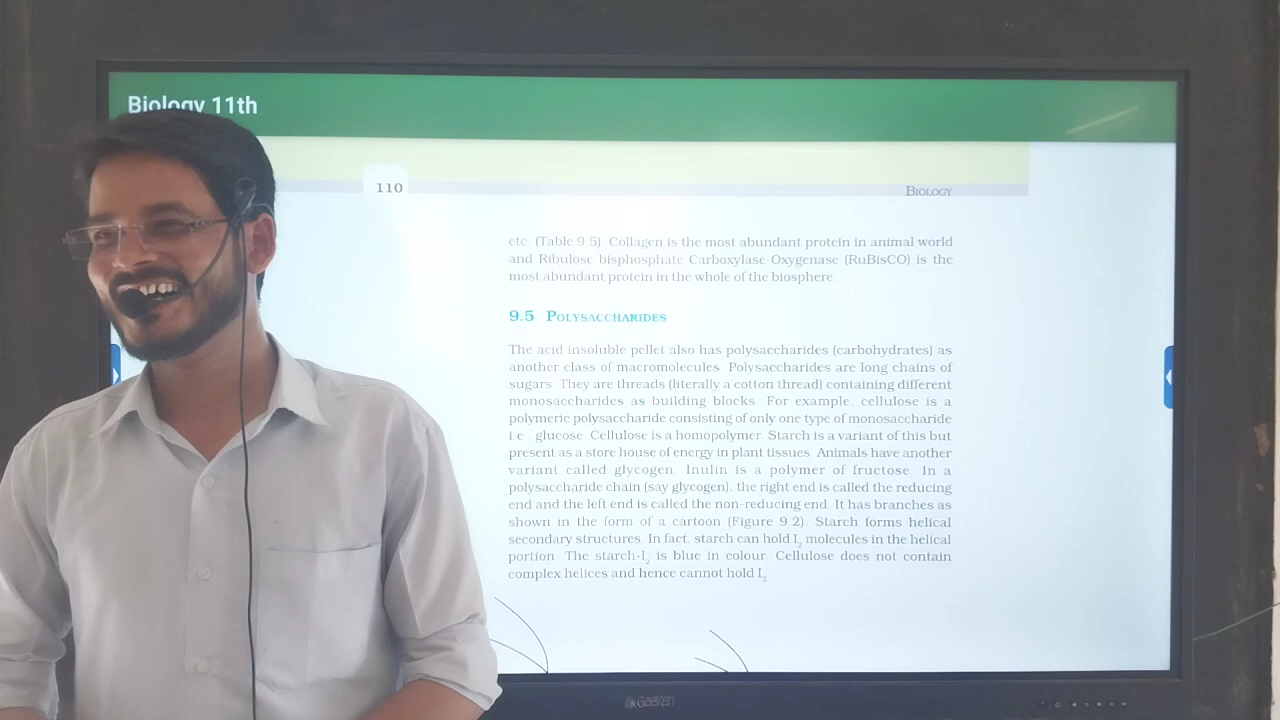 Biology 11th
110
BIOLOGY
etc. (Table 9.5). Collagen is the most abundant protein in animal world
and Ribulose bisphosphate Carboxylase-Oxygenase (RuBisCO) is the
most abundant protein in the whole of the biosphere.
9.5 POLYSACCHARIDES
The acid insoluble pellet also has polysaccharides (carbohydrates) as
another class of macromolecules. Polysaccharides are long chains of
sugars. They are threads (literally a cotton thread) containing different
monosaccharides as building blocks. For example, cellulose is a
polymeric polysaccharide consisting of only one type of monosaccharide
i.e., glucose. Cellulose is a homopolymer. Starch is a variant of this but
present as a store house of energy in plant tissues. Animals have another
variant called glycogen. Inulin is a polymer of fructose. In a
polysaccharide chain (say glycogen), the right end is called the reducing
end and the left end is called the non-reducing end. It has branches as
shown in the form of a cartoon (Figure 9.2). Starch forms helical
secondary structures. In fact, starch can hold I₂ molecules in the helical
portion. The starch-I₂ is blue in colour. Cellulose does not contain
complex helices and hence cannot hold I₂.
Geeken